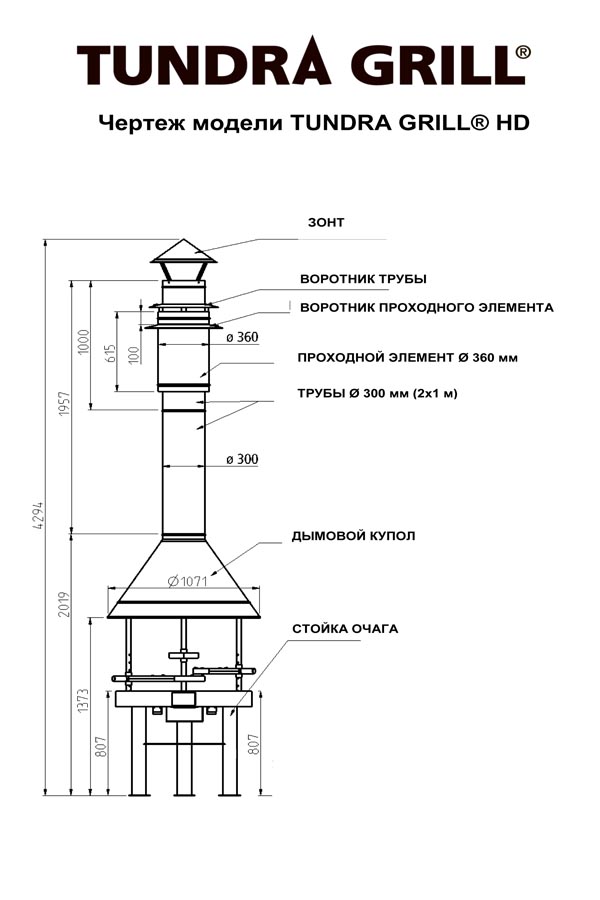 TUNDRA GRILL®
Чертеж модели TUNDRA GRILL® HD
ЗОНТ
ВОРОТНИК ТРУБЫ
ВОРОТНИК ПРОХОДНОГО ЭЛЕМЕНТА
ø 360
1000
615
100
ПРОХОДНОЙ ЭЛЕМЕНТ Ø 360 мм
ТРУБЫ Ø 300 мм (2x1 м)
1957
ø 300
4294
ДЫМОВОЙ КУПОЛ
Ø1071
2019
СТОЙКА ОЧАГА
1373
807
807